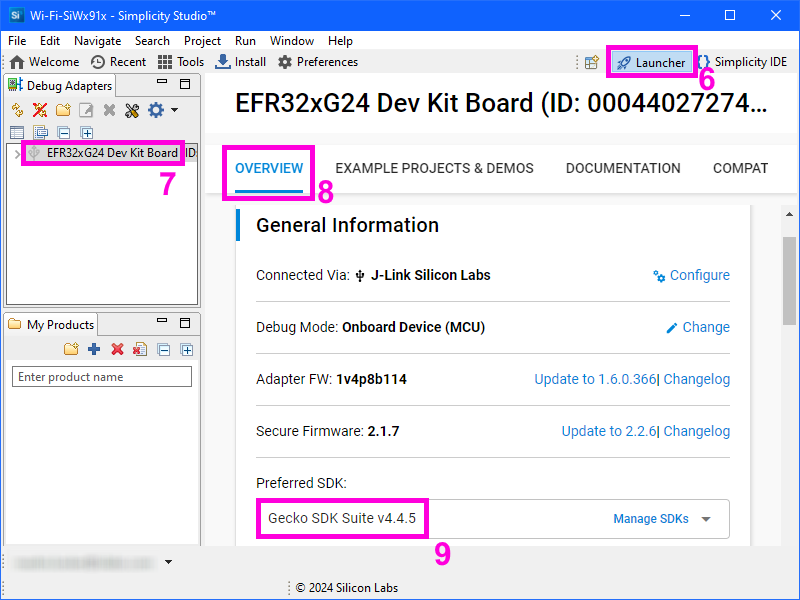 Wi-Fi-SiWx91x - Simplicity Studio™
File Edit Navigate Search Project Run Window Help
Welcome Recent Tools Install Preferences Launcher Simplicity IDE
6
Debug Adapters
EFR32xG24 Dev Kit Board (ID:
7
EFR32xG24 Dev Kit Board (ID: 00044027274...
OVERVIEW EXAMPLE PROJECTS & DEMOS DOCUMENTATION COMPAT
8
General Information
Connected Via: J-Link Silicon Labs Configure
Debug Mode: Onboard Device (MCU) Change
Adapter FW: 1v4p8b114 Update to 1.6.0.366| Changelog
Secure Firmware: 2.1.7 Update to 2.2.6| Changelog
Preferred SDK:
Gecko SDK Suite v4.4.5 Manage SDKs
9
My Products
Enter product name
© 2024 Silicon Labs